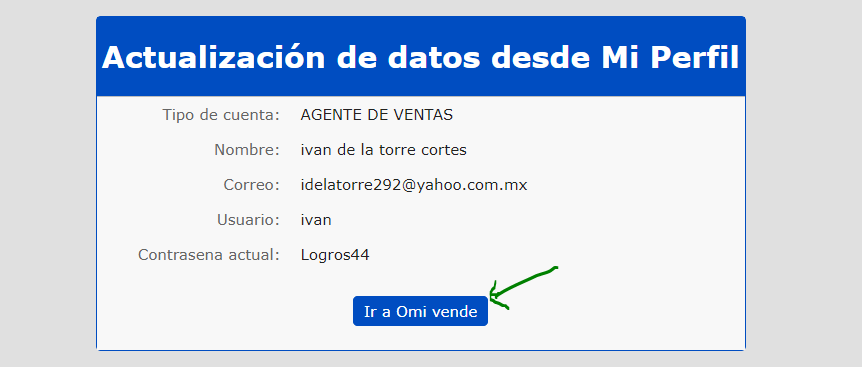 Actualización de datos desde Mi Perfil
Tipo de cuenta: AGENTE DE VENTAS
Nombre: ivan de la torre cortes
Correo: idelatorre292@yahoo.com.mx
Usuario: ivan
Contrasena actual: Logros44
Ir a Omi vende